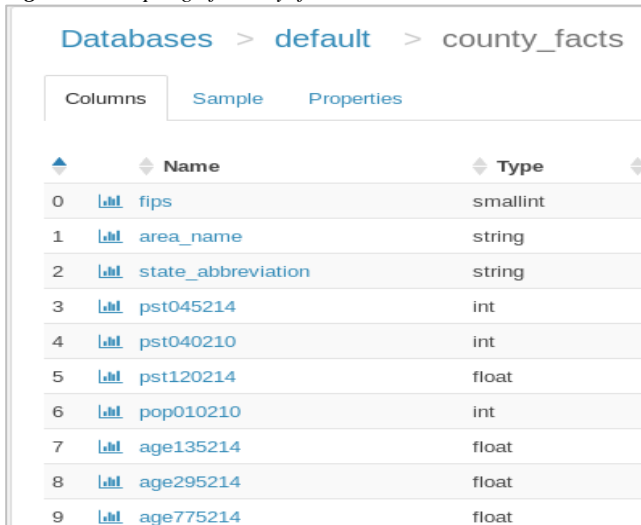 Databases > default > county_facts
Columns Sample Properties
Name Type
0 fips smallint
1 area_name string
2 state_abbreviation string
3 pst045214 int
4 pst040210 int
5 pst120214 float
6 pop010210 int
7 age135214 float
8 age295214 float
9 age775214 float